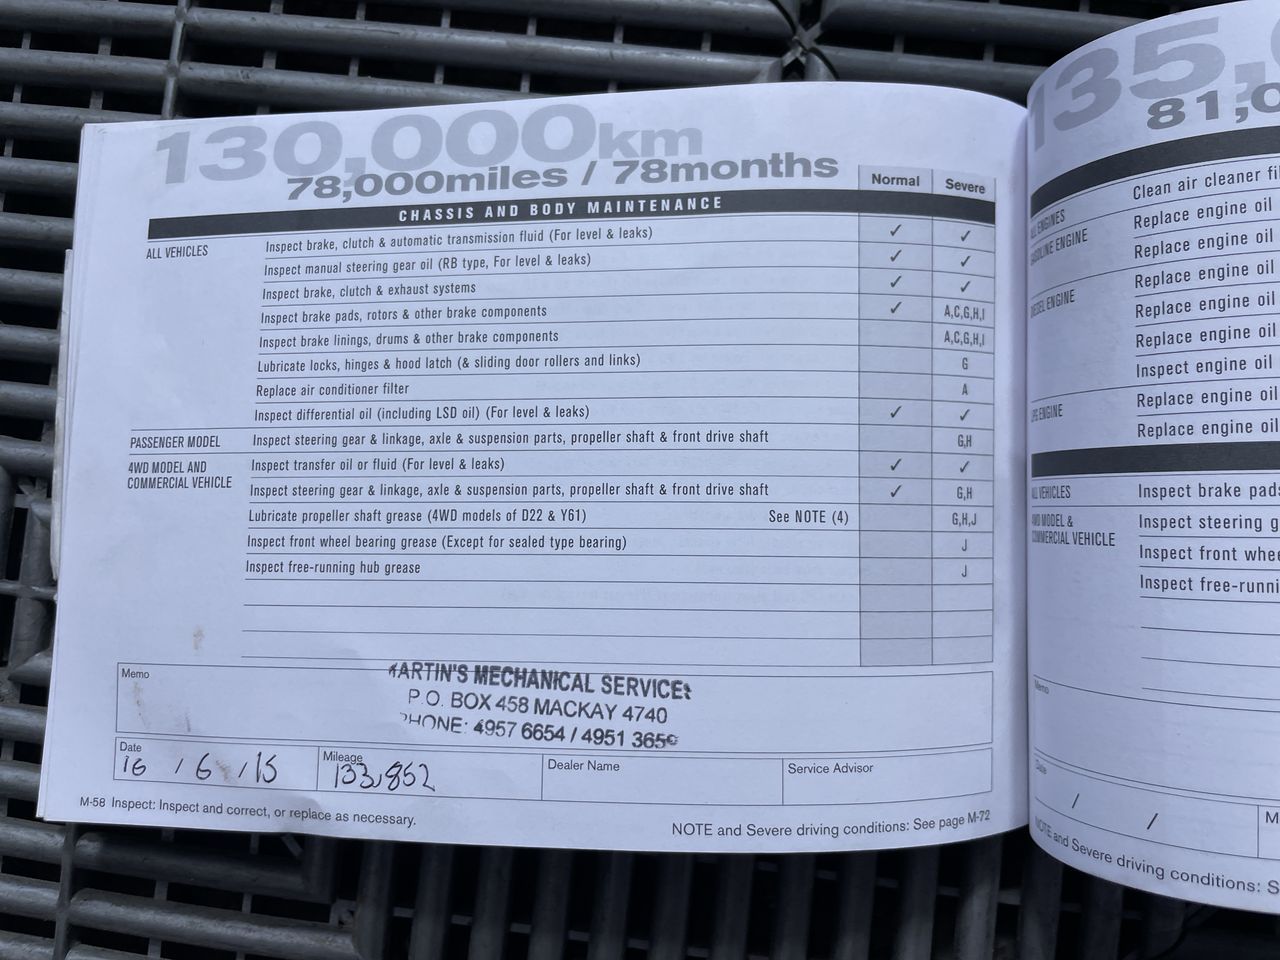 130,000km
78,000miles / 78months
Normal Severe
CHASSIS AND BODY MAINTENANCE
ALL VEHICLES Inspect brake, clutch & automatic transmission fluid (For level & leaks) ✓ ✓
Inspect manual steering gear oil (RB type, For level & leaks) ✓ ✓
Inspect brake, clutch & exhaust systems ✓ ✓
Inspect brake pads, rotors & other brake components ✓ A,C,G,H,I
Inspect brake linings, drums & other brake components A,C,G,H,I
Lubricate locks, hinges & hood latch (& sliding door rollers and links) G
Replace air conditioner filter A
Inspect differential oil (including LSD oil) (For level & leaks) ✓ ✓
PASSENGER MODEL Inspect steering gear & linkage, axle & suspension parts, propeller shaft & front drive shaft G,H
4WD MODEL AND COMMERCIAL VEHICLE Inspect transfer oil or fluid (For level & leaks) ✓ ✓
Inspect steering gear & linkage, axle & suspension parts, propeller shaft & front drive shaft ✓ G,H
Lubricate propeller shaft grease (4WD models of D22 & Y61) See NOTE (4) G,H,J
Inspect front wheel bearing grease (Except for sealed type bearing) J
Inspect free-running hub grease J
Memo
MARTIN'S MECHANICAL SERVICES
P.O. BOX 458 MACKAY 4740
PHONE: 4957 6654 / 4951 3659
Date Mileage Dealer Name Service Advisor
16 / 6 / 15 133,852
M-58 Inspect: Inspect and correct, or replace as necessary.
NOTE and Severe driving conditions: See page M-72
135,
81,0
ALL ENGINES Clean air cleaner fil
GASOLINE ENGINE Replace engine oil
Replace engine oil
DIESEL ENGINE Replace engine oil
Replace engine oil
Replace engine oil
Inspect engine oil
LPG ENGINE Replace engine oil
Replace engine oil
ALL VEHICLES Inspect brake pads
4WD MODEL & COMMERCIAL VEHICLE Inspect steering g
Inspect front whee
Inspect free-runni
Memo
Date
/ / M
NOTE and Severe driving conditions: S